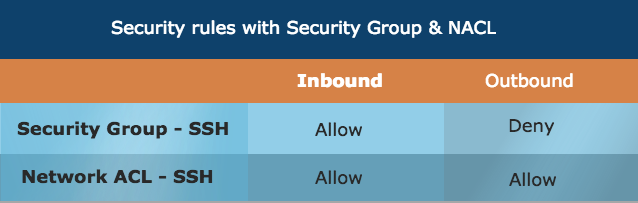 Security rules with Security Group & NACL
Inbound Outbound
Security Group - SSH Allow Deny
Network ACL - SSH Allow Allow